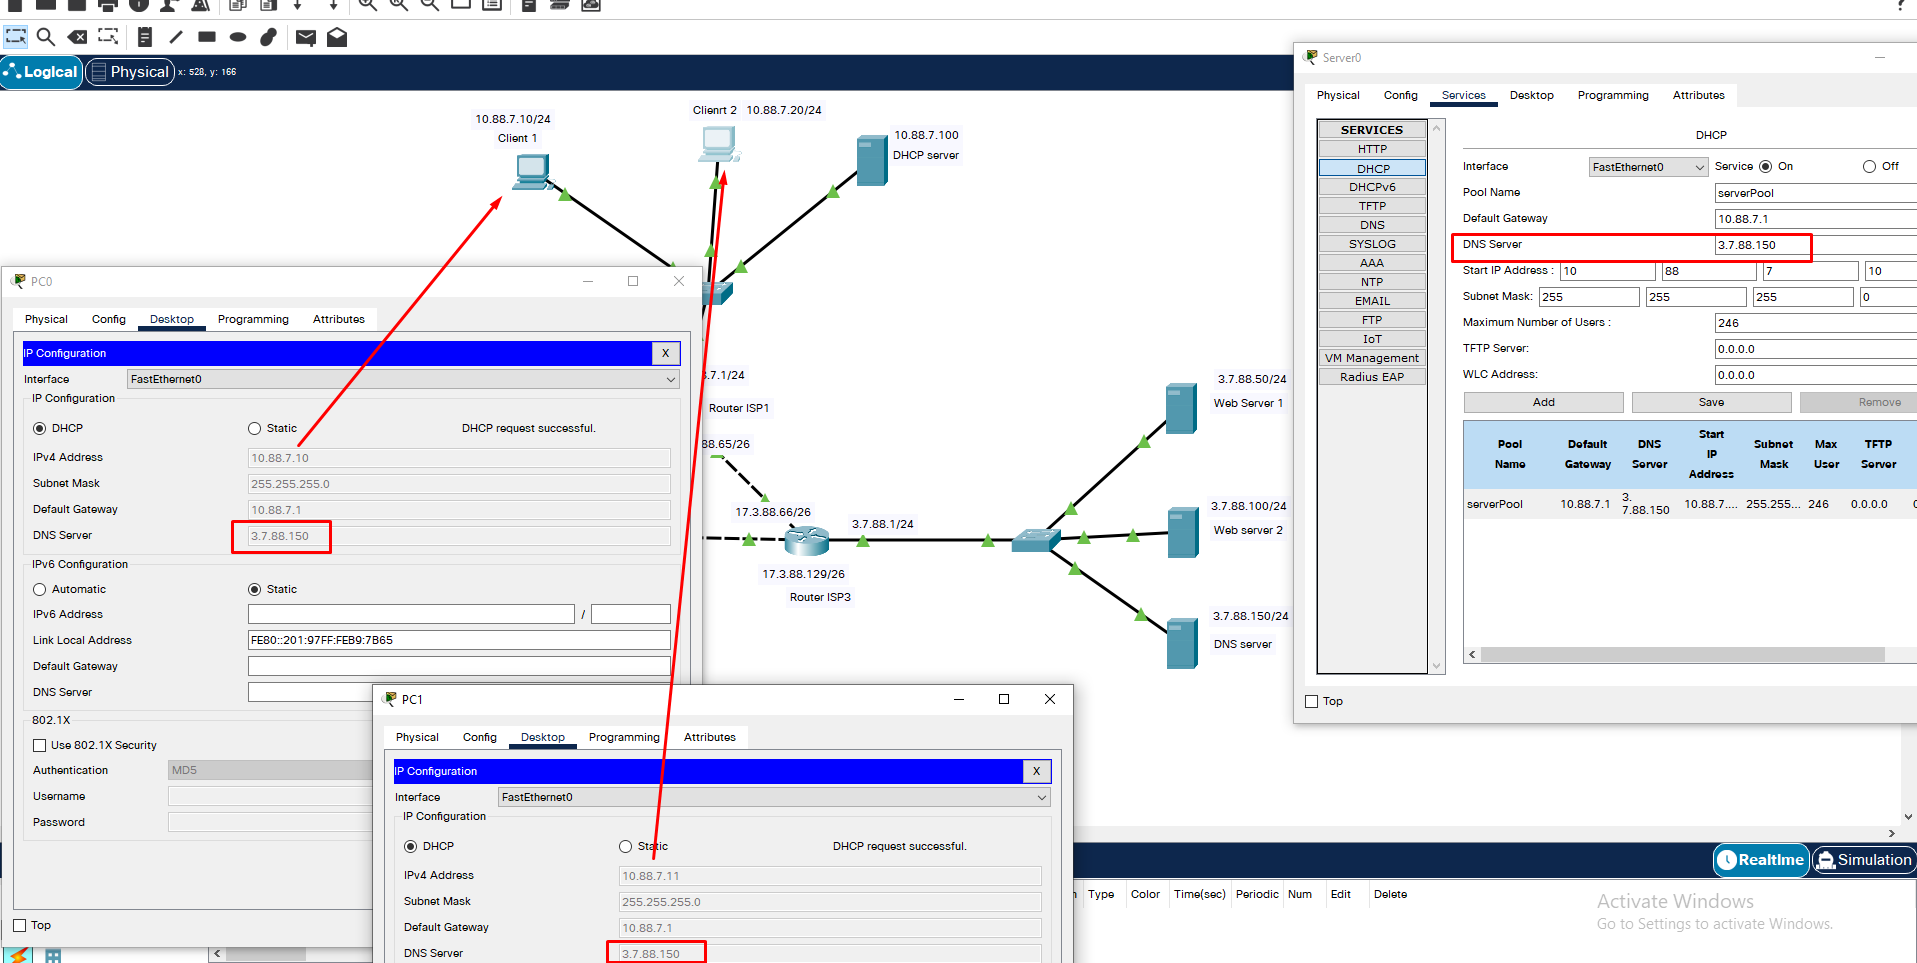 Logical
Physical
x: 528, y: 166
10.88.7.10/24
Client 1
Clienrt 2 10.88.7.20/24
10.88.7.100
DHCP server
3.7.1/24
Router ISP1
88.65/26
17.3.88.66/26
3.7.88.1/24
17.3.88.129/26
Router ISP3
3.7.88.50/24
Web Server 1
3.7.88.100/24
Web server 2
3.7.88.150/24
DNS server
PC0
Physical Config Desktop Programming Attributes
IP Configuration X
Interface FastEthernet0
IP Configuration
DHCP Static DHCP request successful.
IPv4 Address 10.88.7.10
Subnet Mask 255.255.255.0
Default Gateway 10.88.7.1
DNS Server 3.7.88.150
IPv6 Configuration
Automatic Static
IPv6 Address /
Link Local Address FE80::201:97FF:FEB9:7B65
Default Gateway
DNS Server
802.1X
Use 802.1X Security
Authentication MD5
Username
Password
Top
PC1
Physical Config Desktop Programming Attributes
IP Configuration X
Interface FastEthernet0
IP Configuration
DHCP Static DHCP request successful.
IPv4 Address 10.88.7.11
Subnet Mask 255.255.255.0
Default Gateway 10.88.7.1
DNS Server 3.7.88.150
Server0
Physical Config Services Desktop Programming Attributes
SERVICES
HTTP
DHCP
DHCPv6
TFTP
DNS
SYSLOG
AAA
NTP
EMAIL
FTP
IoT
VM Management
Radius EAP
DHCP
Interface FastEthernet0 Service On Off
Pool Name serverPool
Default Gateway 10.88.7.1
DNS Server 3.7.88.150
Start IP Address : 10 88 7 10
Subnet Mask: 255 255 255 0
Maximum Number of Users : 246
TFTP Server: 0.0.0.0
WLC Address: 0.0.0.0
Add Save Remove
Pool Name Default Gateway DNS Server Start IP Address Subnet Mask Max User TFTP Server
serverPool 10.88.7.1 3.7.88.150 10.88.7.... 255.255... 246 0.0.0.0
Top
Realtime Simulation
Type Color Time(sec) Periodic Num Edit Delete
Activate Windows
Go to Settings to activate Windows.